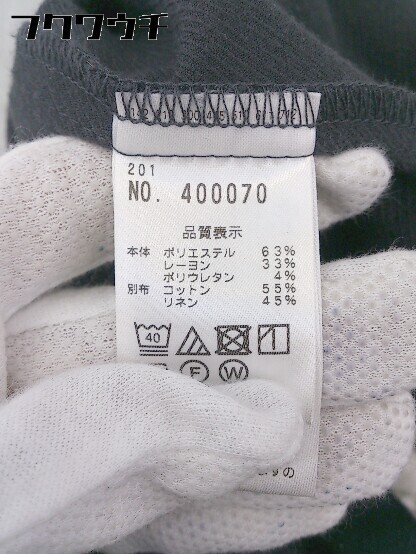 フクワウチ
201
NO. 400070
品質表示
本体 ポリエステル 63%
レーヨン 33%
ポリウレタン 4%
別布 コットン 55%
リネン 45%
40
F W